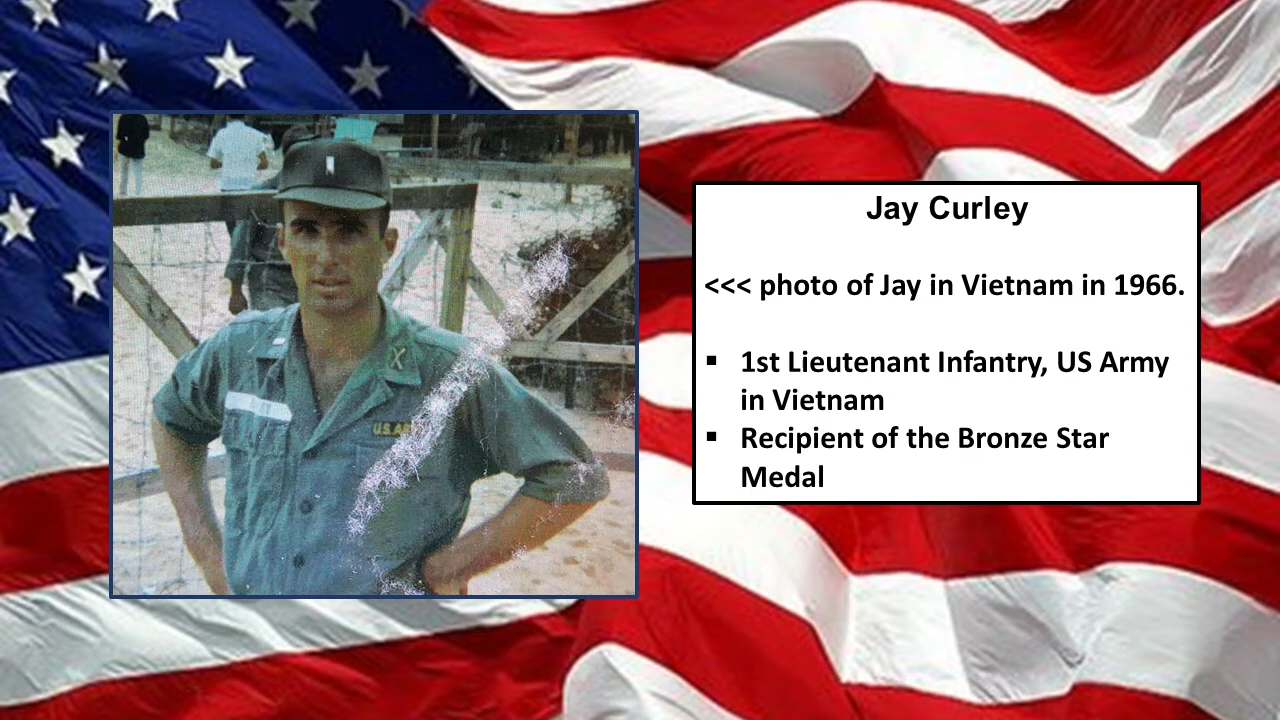 Jay Curley
<<< photo of Jay in Vietnam in 1966.
▪ 1st Lieutenant Infantry, US Army
in Vietnam
▪ Recipient of the Bronze Star
Medal
U.S.